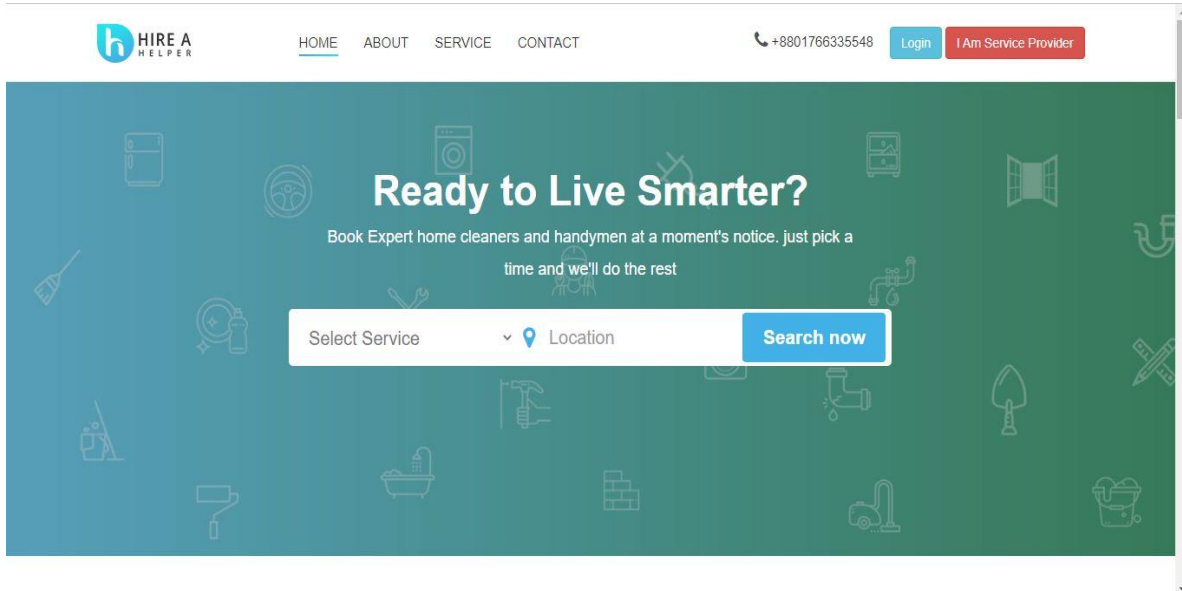 HIRE A
HELPER
HOME ABOUT SERVICE CONTACT
+8801766335548
Login
I Am Service Provider
Ready to Live Smarter?
Book Expert home cleaners and handymen at a moment's notice. just pick a
time and we'll do the rest
Select Service
Location
Search now